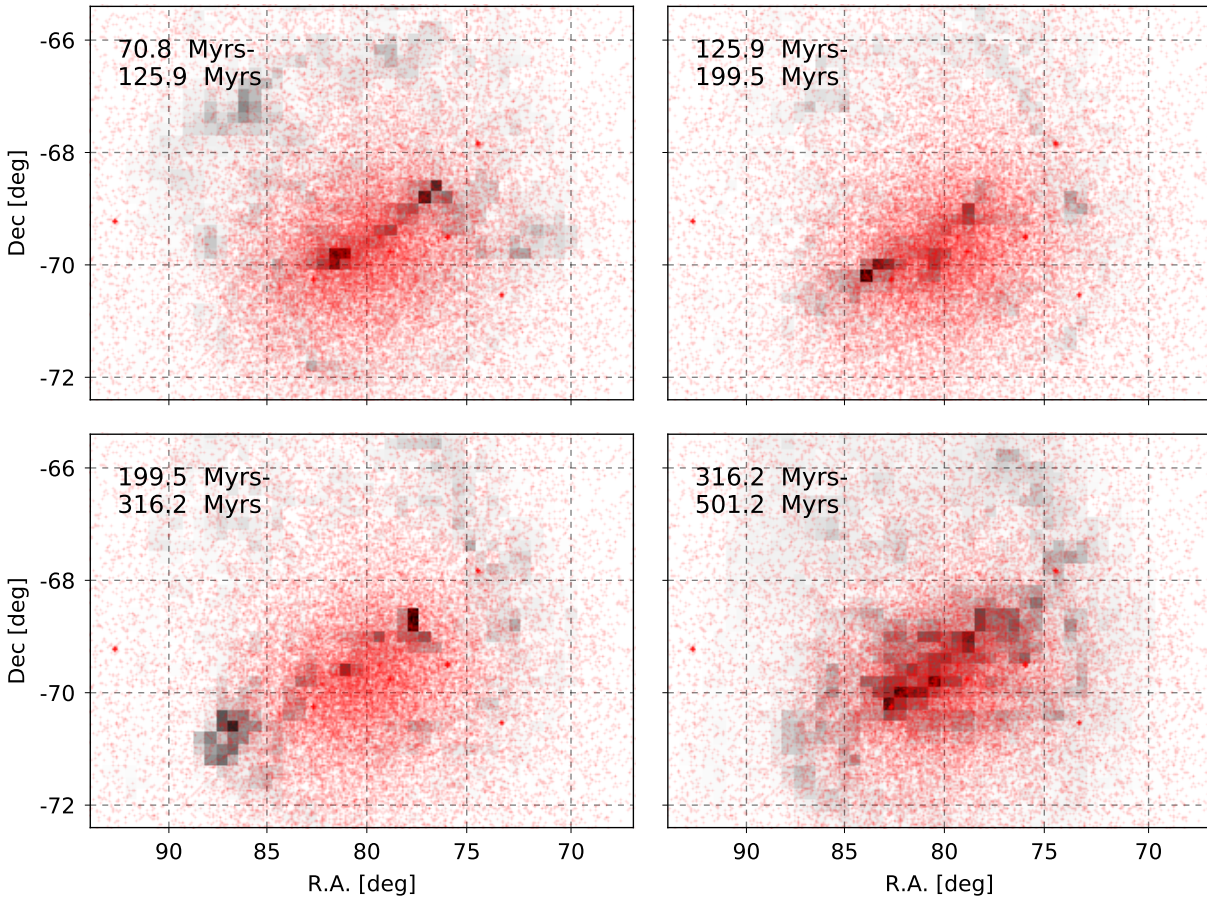 70.8 Myrs-
125.9 Myrs
125.9 Myrs-
199.5 Myrs
-66
-68
-70
-72
Dec [deg]
199.5 Myrs-
316.2 Myrs
316.2 Myrs-
501.2 Myrs
-66
-68
-70
-72
Dec [deg]
90 85 80 75 70
90 85 80 75 70
R.A. [deg]
R.A. [deg]